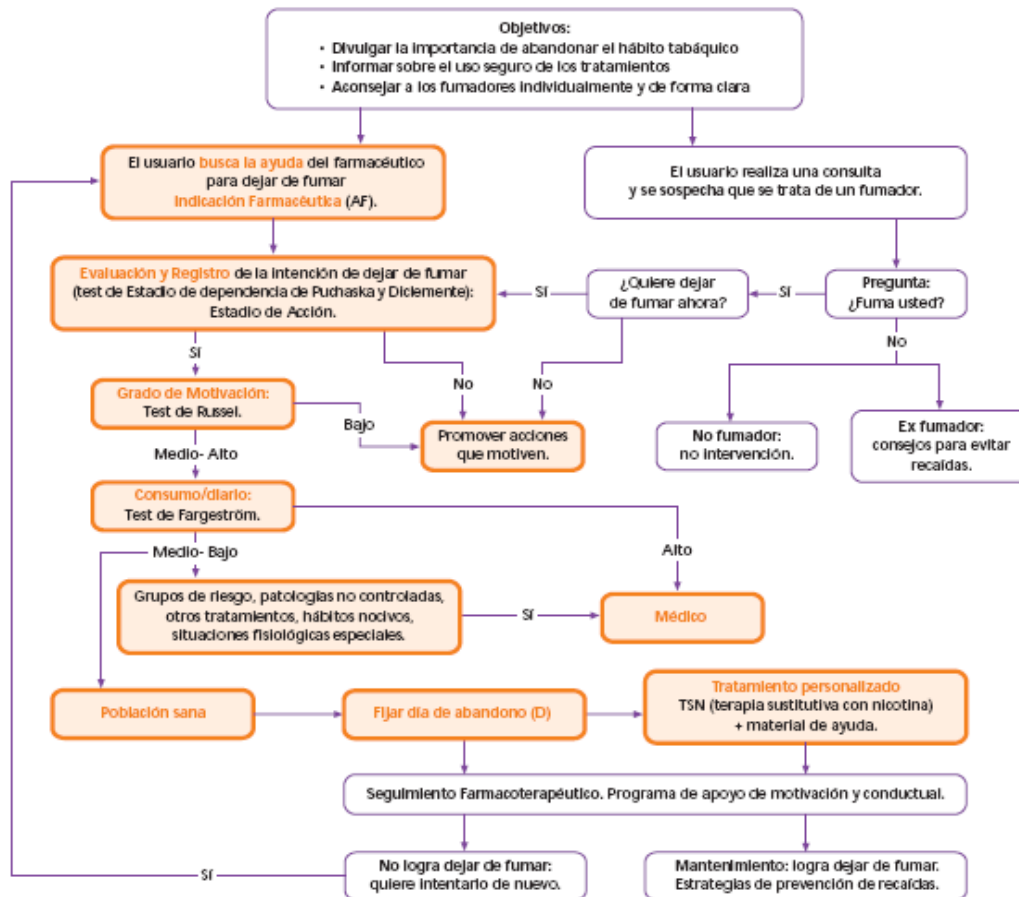 Objetivos:
• Divulgar la importancia de abandonar el hábito tabáquico
• Informar sobre el uso seguro de los tratamientos
• Aconsejar a los fumadores individualmente y de forma clara
El usuario busca la ayuda del farmacéutico
para dejar de fumar
Indicación Farmacéutica (AF).
El usuario realiza una consulta
y se sospecha que se trata de un fumador.
Evaluación y Registro de la intención de dejar de fumar
(test de Estadio de dependencia de Puchaska y Diclemente):
Estadio de Acción.
Sí
¿Quiere dejar
de fumar ahora?
Sí
Pregunta:
¿Fuma usted?
Sí
No
No
No
Grado de Motivación:
Test de Russel.
Bajo
Promover acciones
que motiven.
No fumador:
no intervención.
Ex fumador:
consejos para evitar
recaídas.
Medio- Alto
Consumo/diario:
Test de Fargeström.
Medio- Bajo
Alto
Grupos de riesgo, patologías no controladas,
otros tratamientos, hábitos nocivos,
situaciones fisiológicas especiales.
Sí
Médico
Población sana
Fijar día de abandono (D)
Tratamiento personalizado
TSN (terapia sustitutiva con nicotina)
+ material de ayuda.
Seguimiento Farmacoterapéutico. Programa de apoyo de motivación y conductual.
Sí
No logra dejar de fumar:
quiere intentarlo de nuevo.
Mantenimiento: logra dejar de fumar.
Estrategias de prevención de recaídas.